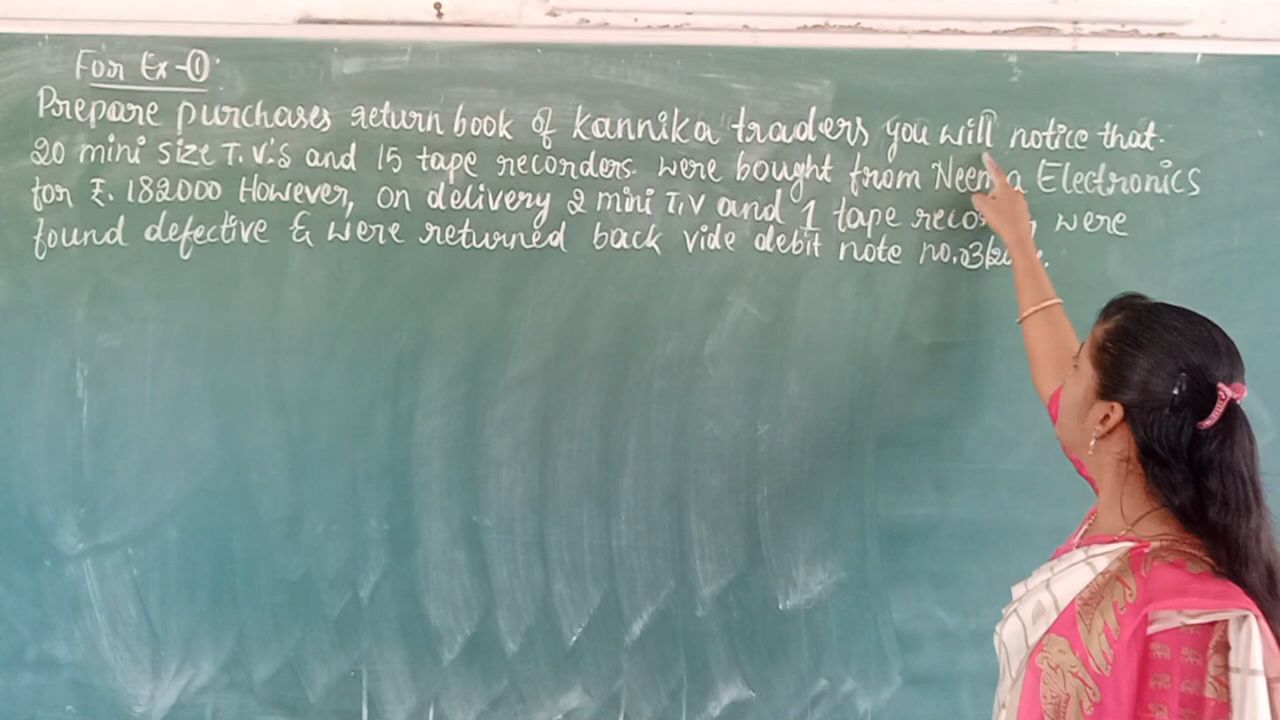 For Ex-①
Prepare purchases return book of Kannika traders you will notice that.
20 mini size T.V.'s and 15 tape recorders were bought from Electronics
for ₹. 182000 However, on delivery 2 mini T.V and 1 tape were
found defective & were returned back vide debit note no.